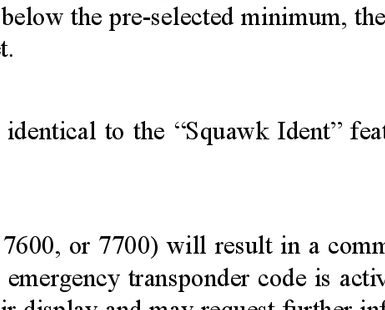 below the pre-selected minimum, the
t.
identical to the “Squawk Ident” feat
7600, or 7700) will result in a comm
emergency transponder code is activ
ir display and may request further inf